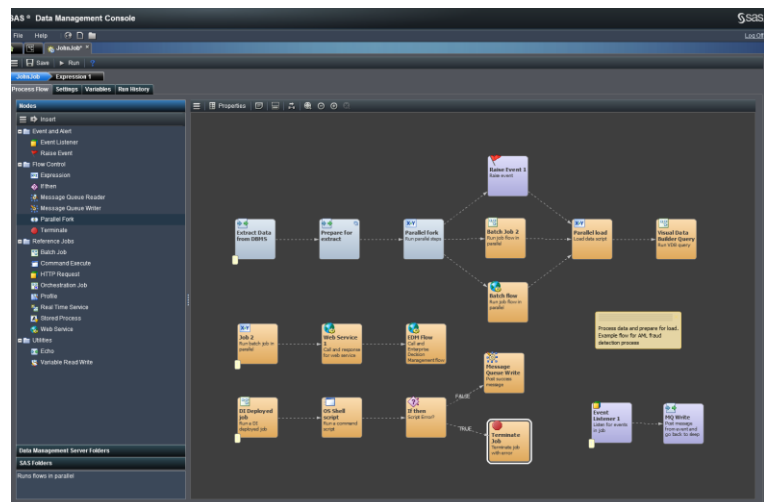 SAS® Data Management Console
sas
File Help
Log Off
JohnJob* ×
Save Run ?
JohnJob Expression 1
Process Flow Settings Variables Run History
Nodes
Properties
Insert
Event and Alert
Event Listener
Raise Event
Flow Control
Expression
Ifthen
Message Queue Reader
Message Queue Writer
Parallel Fork
Terminate
Reference Jobs
Batch Job
Command Execute
HTTP Request
Orchestration Job
Profile
Real Time Service
Stored Process
Web Service
Utilities
Echo
Variable Read/Write
Data Management Server Folders
SAS Folders
Runs flows in parallel
Raise Event 1
Raise event
Extract Data
from DBMS
Prepare for
extract
Parallel fork
Run parallel steps
Batch Job 2
Run job flow in
parallel
Parallel load
Load data script
Visual Data
Builder Query
Run VDB query
Batch flow
Run job flow in
parallel
Process data and prepare for load.
Example flow for AML fraud
detection process
Job 2
Run batch job in
parallel
Web Service
1
Call and response
for web service
EDM Flow
Call and
Enterprise
Decision
Management flow
Message
Queue Write
Post success
message
FALSE
DI Deployed
job
Run a DI
deployed job
OS Shell
script
Run a command
script
If then
Script Error?
TRUE
Terminate
Job
Terminate job
with error
Event
Listener 1
Listen for events
in job
MQ Write
Post message
from event and
go back to sleep